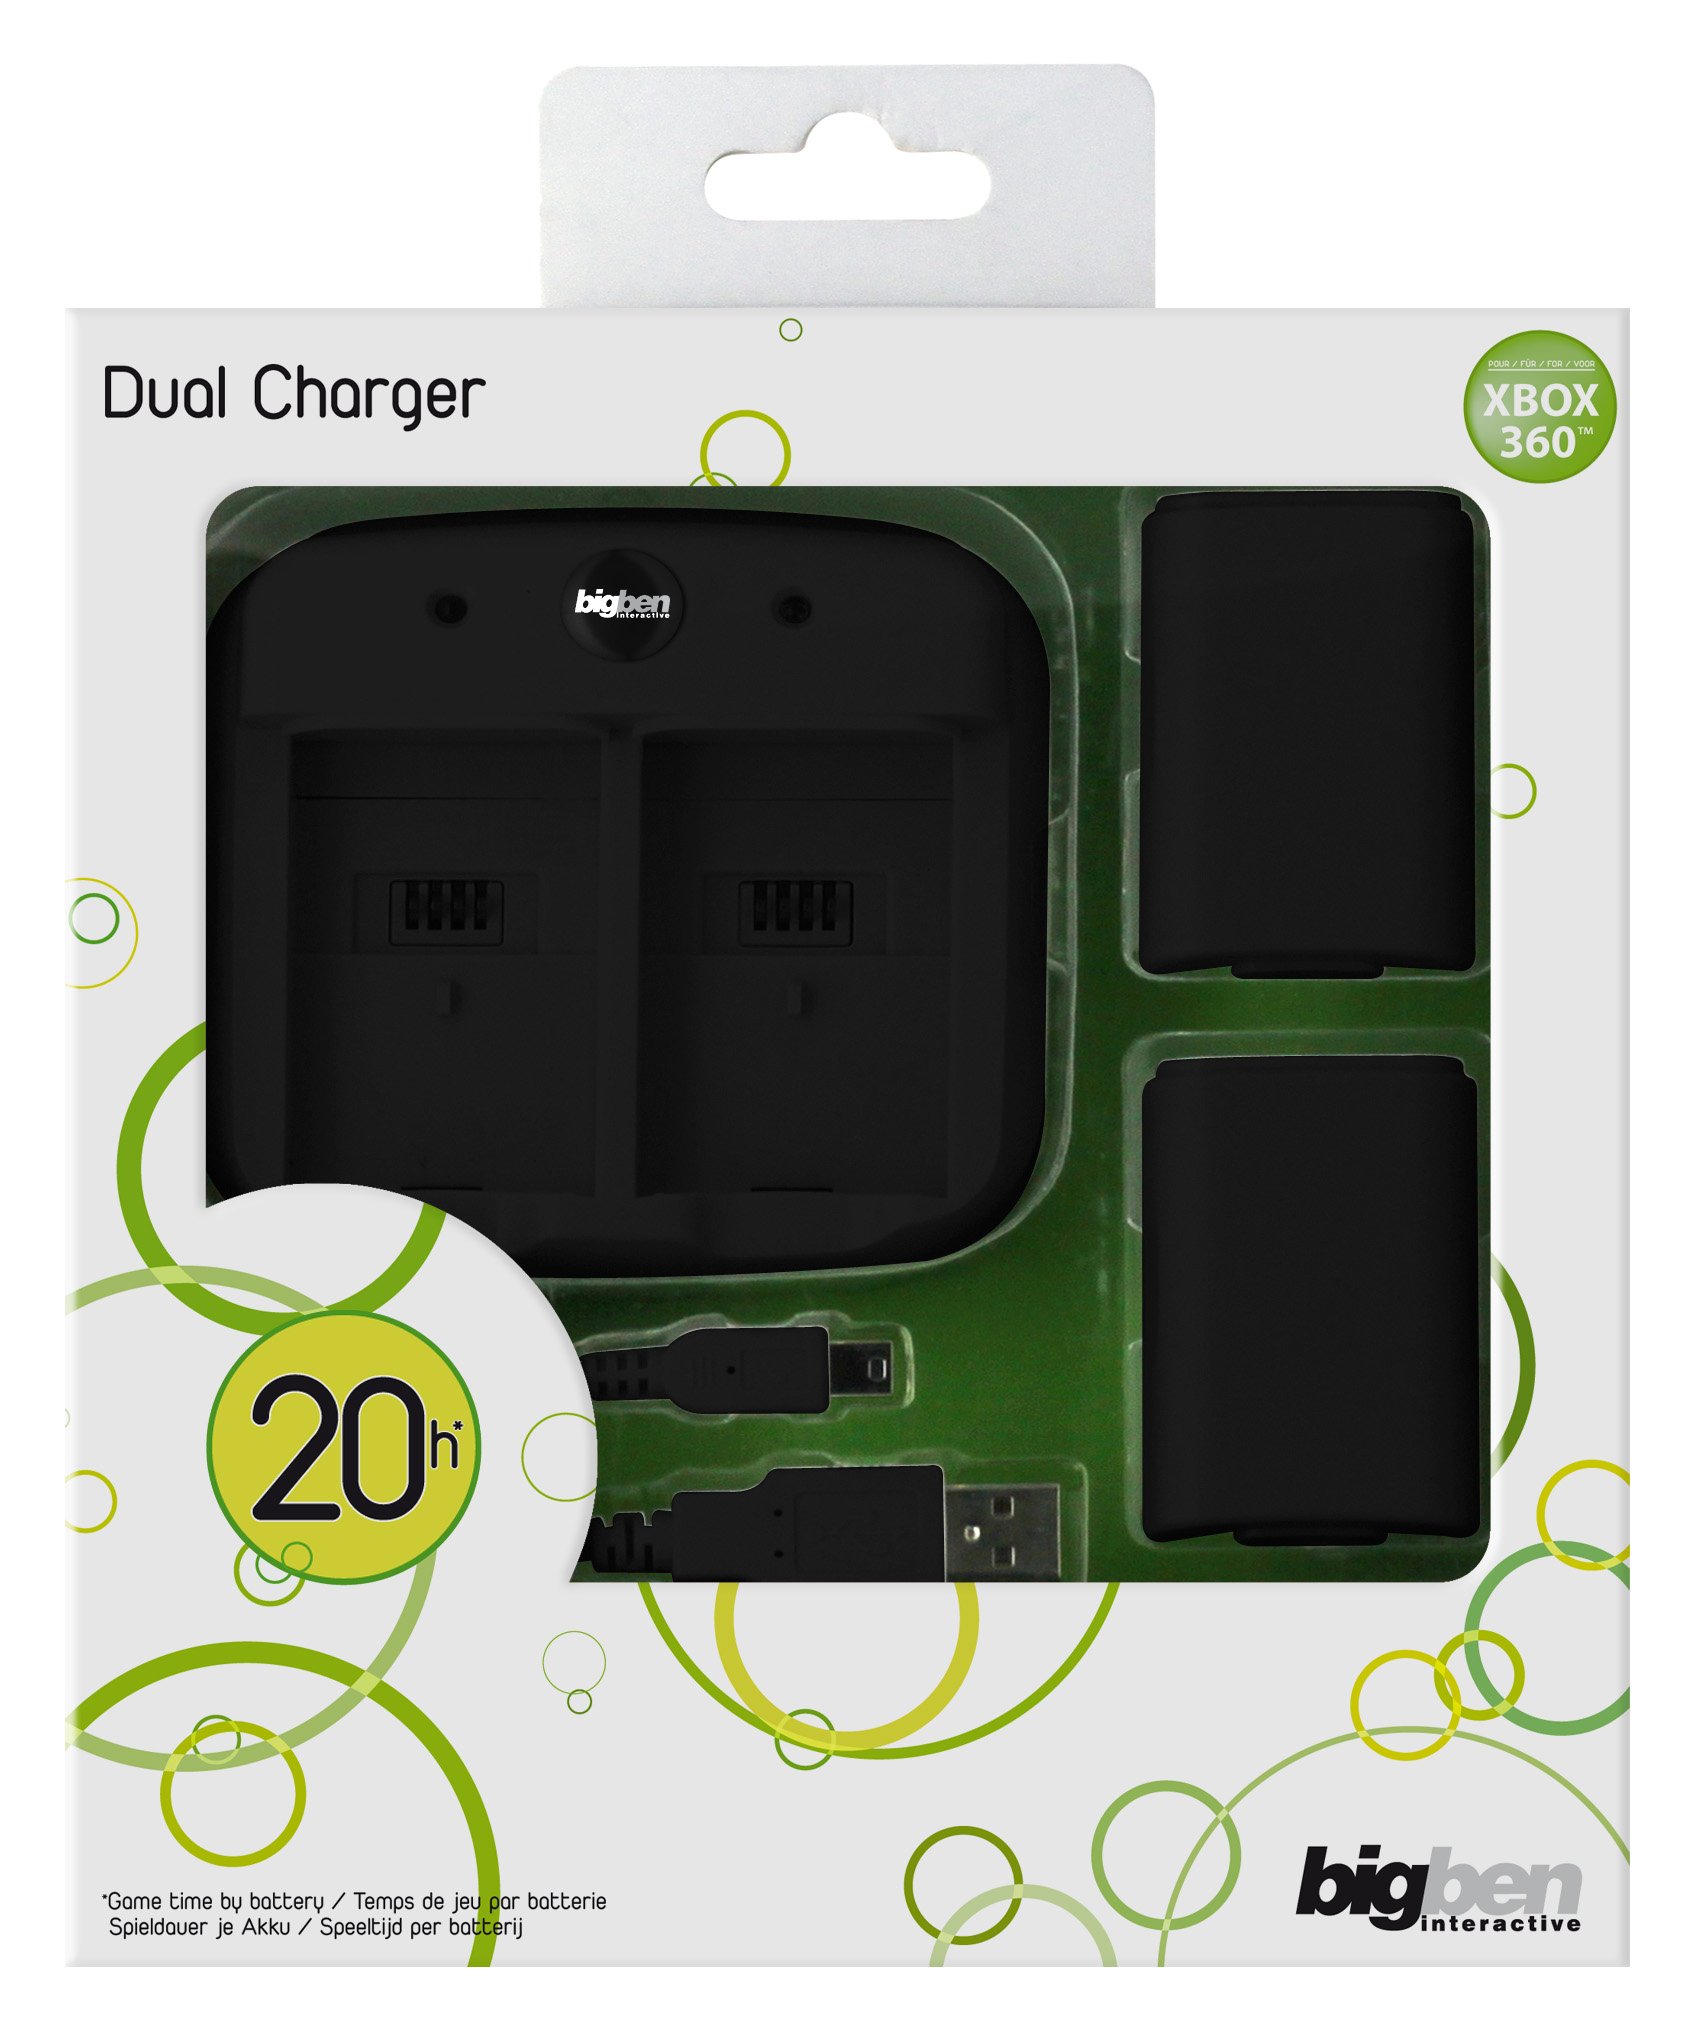 Dual Charger
POUR / FÜR / FOR / VOOR
XBOX
360™
bigben
interactive
20h*
*Game time by battery / Temps de jeu par batterie
Spieldauer je Akku / Speeltijd per batterij
bigben
interactive